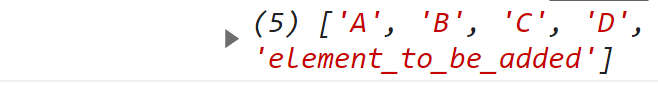 (5) ['A', 'B', 'C', 'D',
'element_to_be_added']